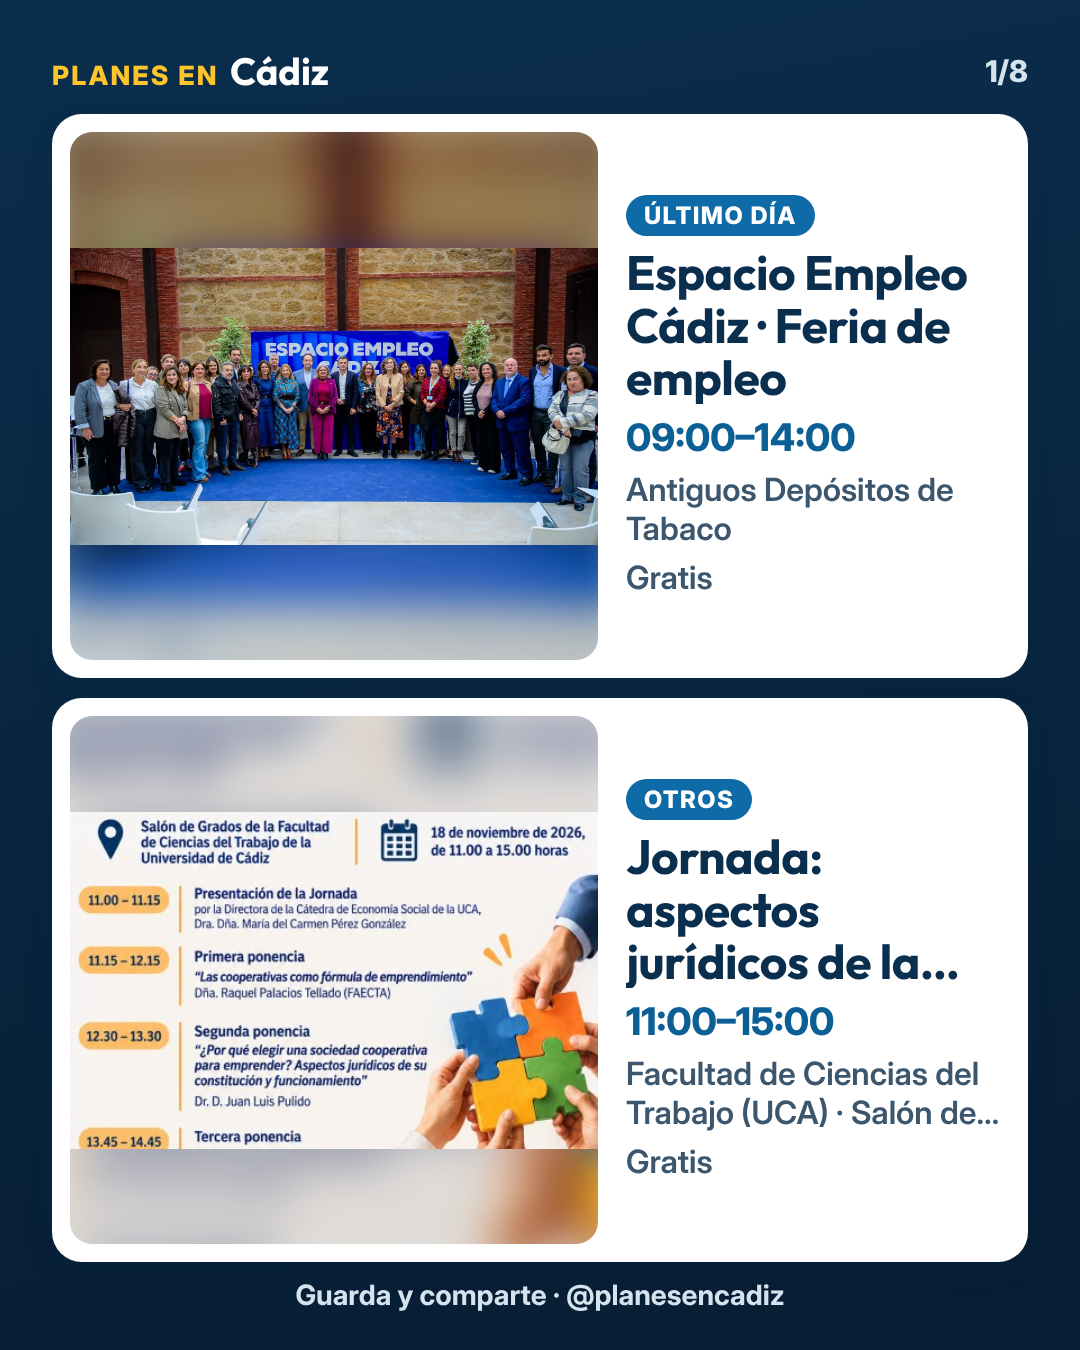 PLANES EN Cádiz
1/8
ESPACIO EMPLEO
ÚLTIMO DÍA
Espacio Empleo
Cádiz · Feria de
empleo
09:00–14:00
Antiguos Depósitos de
Tabaco
Gratis
Salón de Grados de la Facultad
de Ciencias del Trabajo de la
Universidad de Cádiz
18 de noviembre de 2026,
de 11.00 a 15.00 horas
11.00 – 11.15
Presentación de la Jornada
por la Directora de la Cátedra de Economía Social de la UCA,
Dra. Dña. María del Carmen Pérez González
11.15 – 12.15
Primera ponencia
“Las cooperativas como fórmula de emprendimiento”
Dña. Raquel Palacios Tellado (FAECTA)
12.30 – 13.30
Segunda ponencia
“¿Por qué elegir una sociedad cooperativa
para emprender? Aspectos jurídicos de su
constitución y funcionamiento”
Dr. D. Juan Luis Pulido
13.45 – 14.45
Tercera ponencia
OTROS
Jornada:
aspectos
jurídicos de la...
11:00–15:00
Facultad de Ciencias del
Trabajo (UCA) · Salón de...
Gratis
Guarda y comparte · @planesencadiz